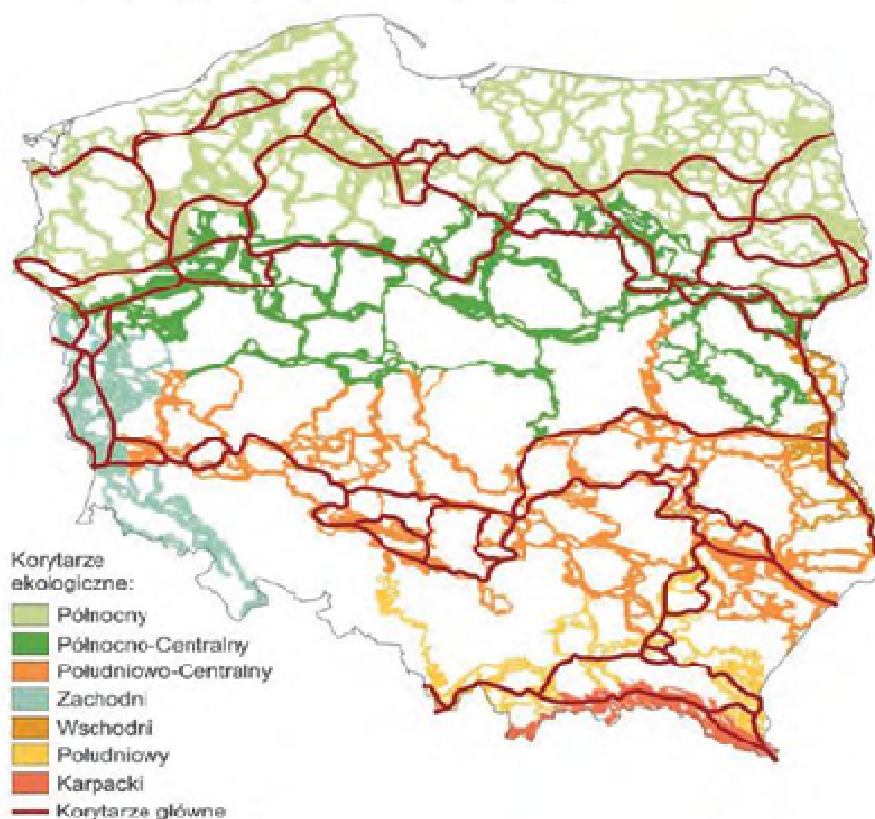 Korytarze
ekologiczne:
Północny
Północno-Centralny
Południowo-Centralny
Zachodni
Wschodni
Południowy
Karpacki
Korytarze główne